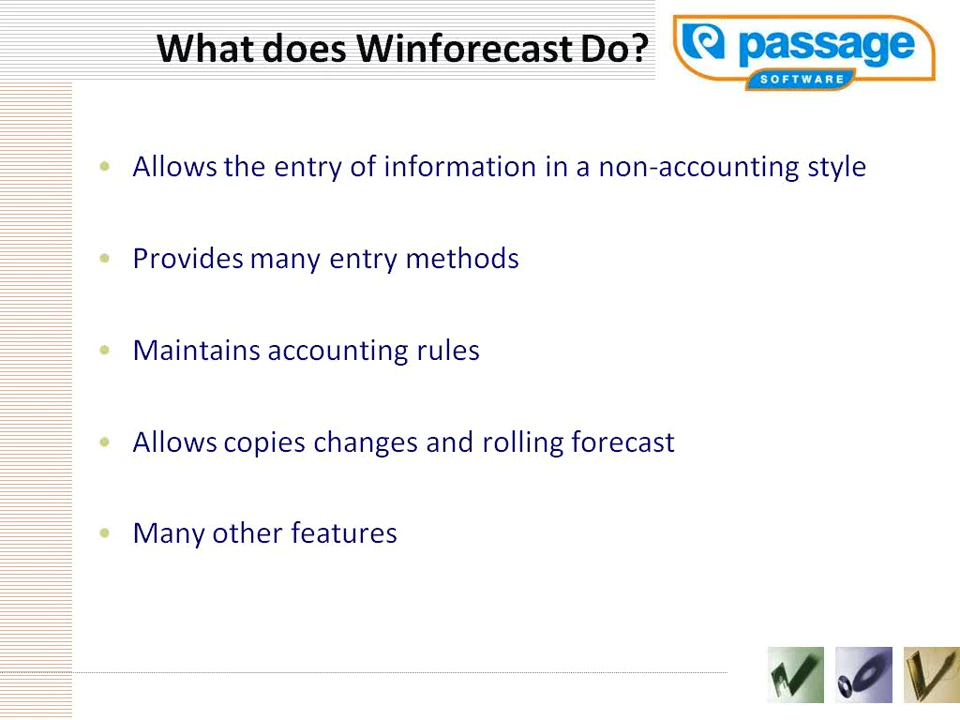 What does Winforecast Do?
passage
SOFTWARE
Allows the entry of information in a non-accounting style
Provides many entry methods
Maintains accounting rules
Allows copies changes and rolling forecast
Many other features